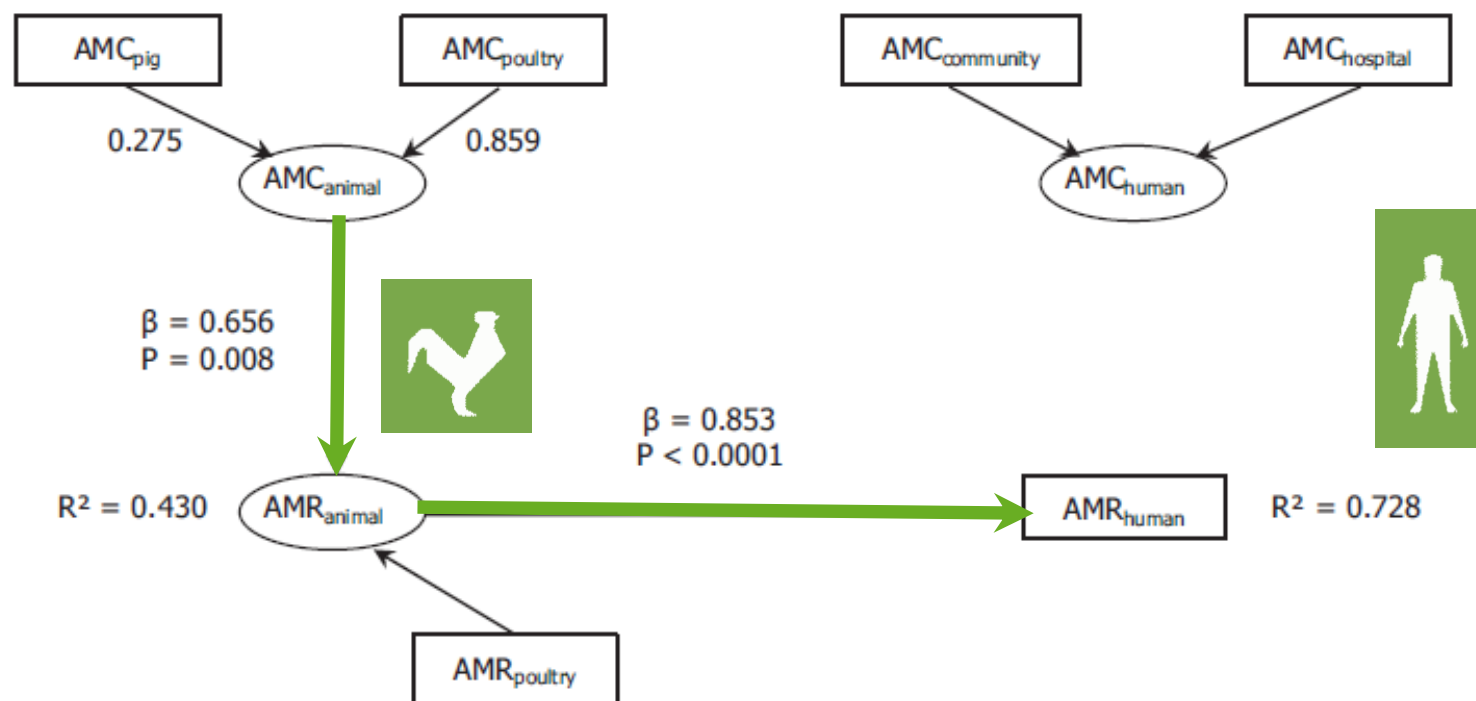 AMCpig
AMCpoultry
AMCcommunity
AMChospital
0.275
0.859
AMCanimal
AMChuman
β = 0.656
P = 0.008
β = 0.853
P < 0.0001
R² = 0.430
AMRanimal
AMRhuman
R² = 0.728
AMRpoultry